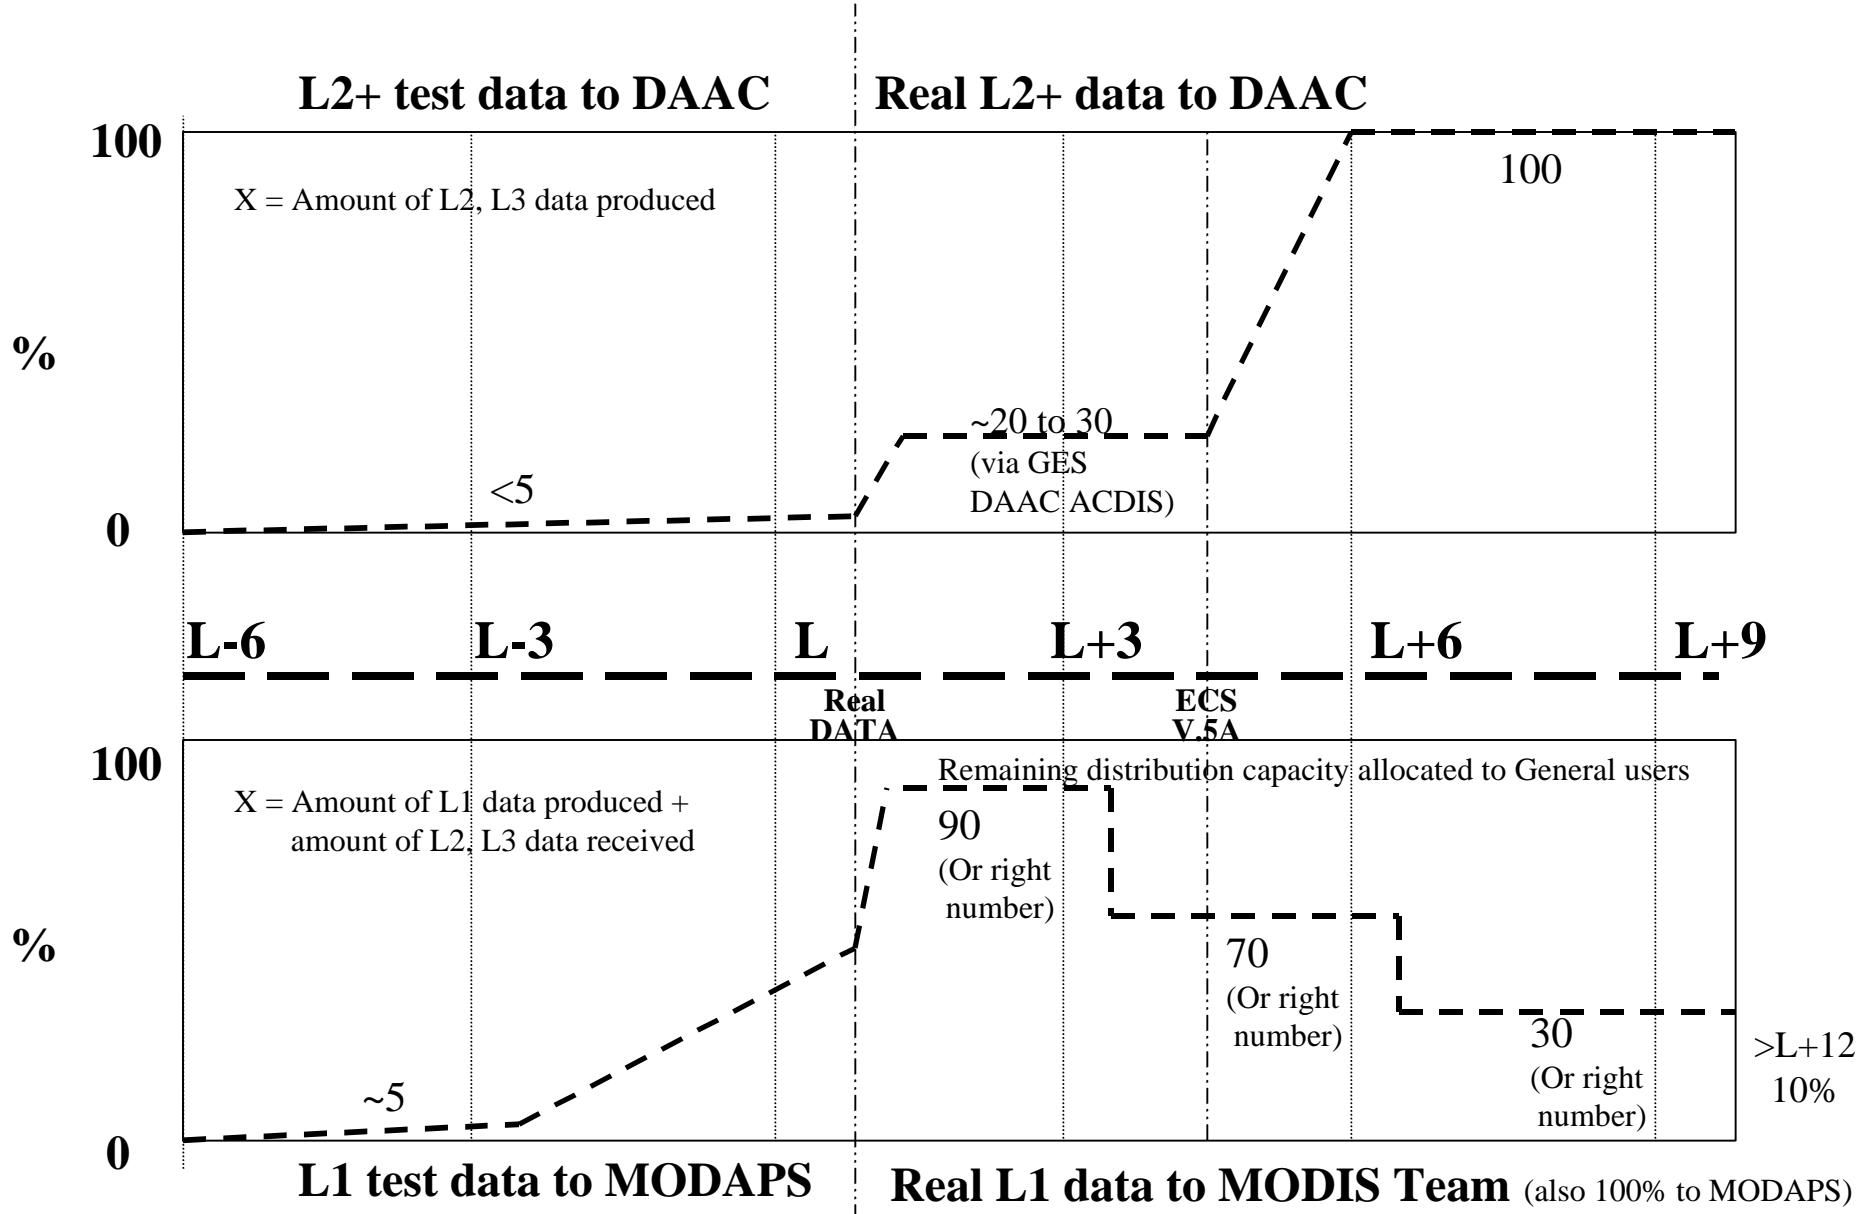 L2+ test data to DAAC
Real L2+ data to DAAC
100
X = Amount of L2, L3 data produced
100
%
~20 to 30
(via GES
DAAC ACDIS)
<5
0
L-6
L-3
L
L+3
L+6
L+9
Real
DATA
ECS
V.5A
100
Remaining distribution capacity allocated to General users
X = Amount of L1 data produced +
amount of L2, L3 data received
90
(Or right
number)
%
70
(Or right
number)
30
(Or right
number)
>L+12
10%
~5
0
L1 test data to MODAPS
Real L1 data to MODIS Team (also 100% to MODAPS)